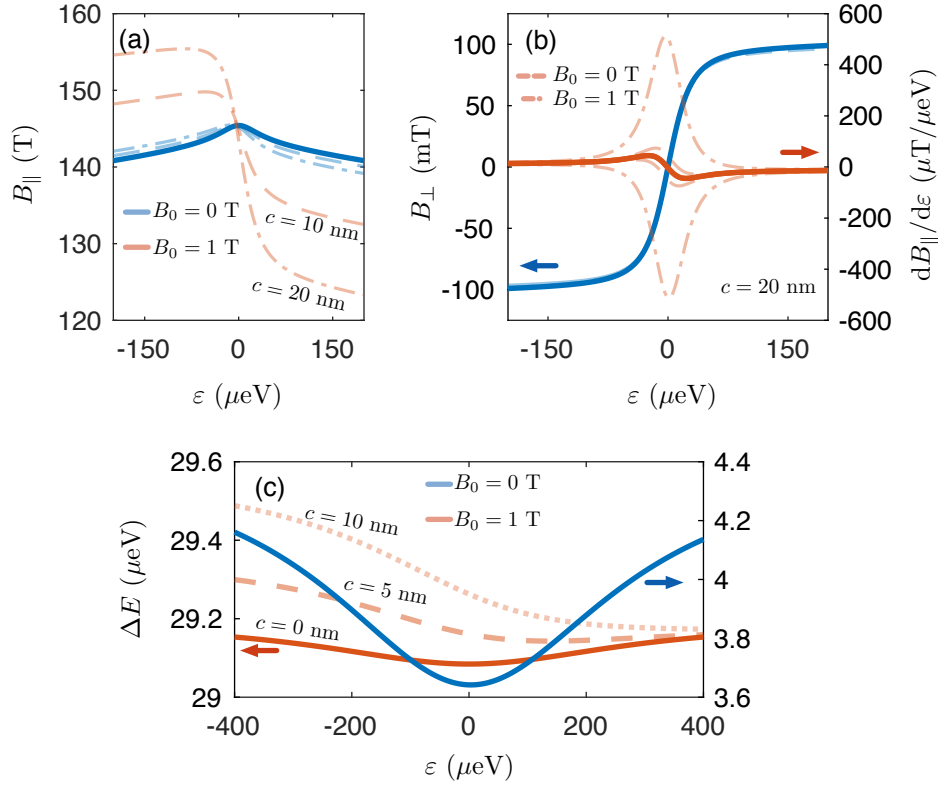 (a)
160
150
140
130
120
B∥ (T)
B₀ = 0 T
B₀ = 1 T
c = 10 nm
c = 20 nm
-150
0
150
ε (μeV)
(b)
100
50
0
-50
-100
B⊥ (mT)
B₀ = 0 T
B₀ = 1 T
c = 20 nm
600
400
200
0
-200
-400
-600
dB∥/dε (μT/μeV)
-150
0
150
ε (μeV)
(c)
29.6
29.4
29.2
29
ΔE (μeV)
B₀ = 0 T
B₀ = 1 T
c = 10 nm
c = 5 nm
c = 0 nm
4.4
4.2
4
3.8
3.6
-400
-200
0
200
400
ε (μeV)